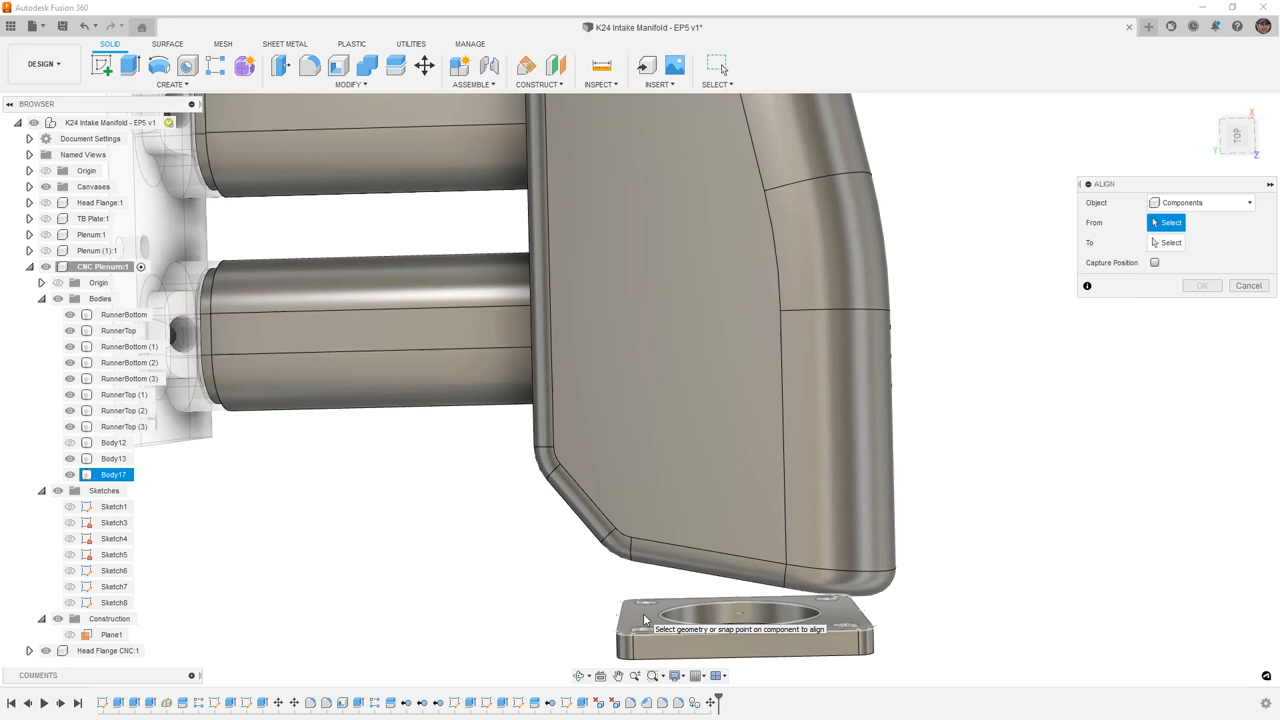 Autodesk Fusion 360
K24 Intake Manifold - EP5 v1*
SOLID SURFACE MESH SHEET METAL PLASTIC UTILITIES MANAGE
DESIGN
CREATE MODIFY ASSEMBLE CONSTRUCT INSPECT INSERT SELECT
BROWSER
K24 Intake Manifold - EP5 v1
Document Settings
Named Views
Origin
Canvases
Head Flange:1
TB Plate:1
Plenum:1
Plenum (1):1
CNC Plenum:1
Origin
Bodies
RunnerBottom
RunnerTop
RunnerBottom (1)
RunnerBottom (2)
RunnerBottom (3)
RunnerTop (1)
RunnerTop (2)
RunnerTop (3)
Body12
Body13
Body17
Sketches
Sketch1
Sketch3
Sketch4
Sketch5
Sketch6
Sketch7
Sketch8
Construction
Plane1
Head Flange CNC:1
COMMENTS
X
TOP
Y
Z
ALIGN
Object Components
From Select
To Select
Capture Position
OK Cancel
Select geometry or snap point on component to align